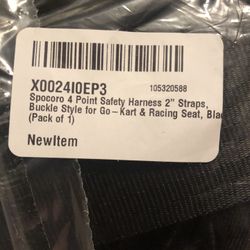 X0024I0EP3
105320588
Spocoro 4 Point Safety Harness 2" Straps,
Buckle Style for Go-Kart & Racing Seat, Blac
(Pack of 1)
NewItem